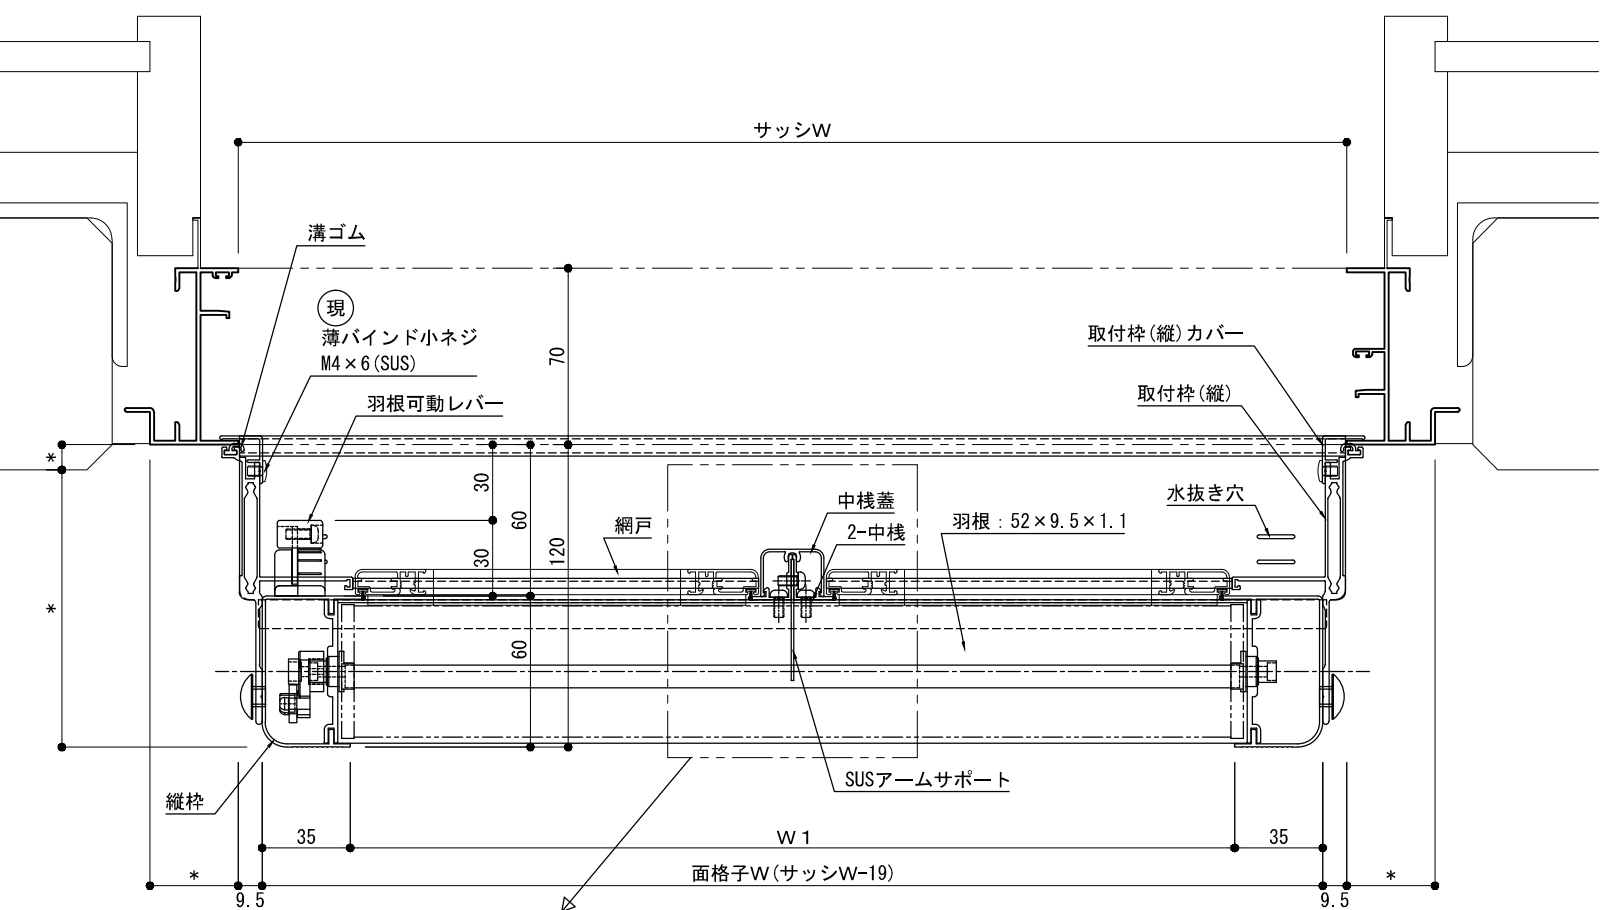 サッシW
溝ゴム
現
薄バインド小ネジ
M4×6(SUS)
羽根可動レバー
70
取付枠(縦)カバー
取付枠(縦)
*
30
60
120
30
網戸
中桟蓋
2-中桟
羽根:52×9.5×1.1
水抜き穴
*
60
SUSアームサポート
縦枠
35
W1
35
*
面格子W(サッシW-19)
*
9.5
9.5